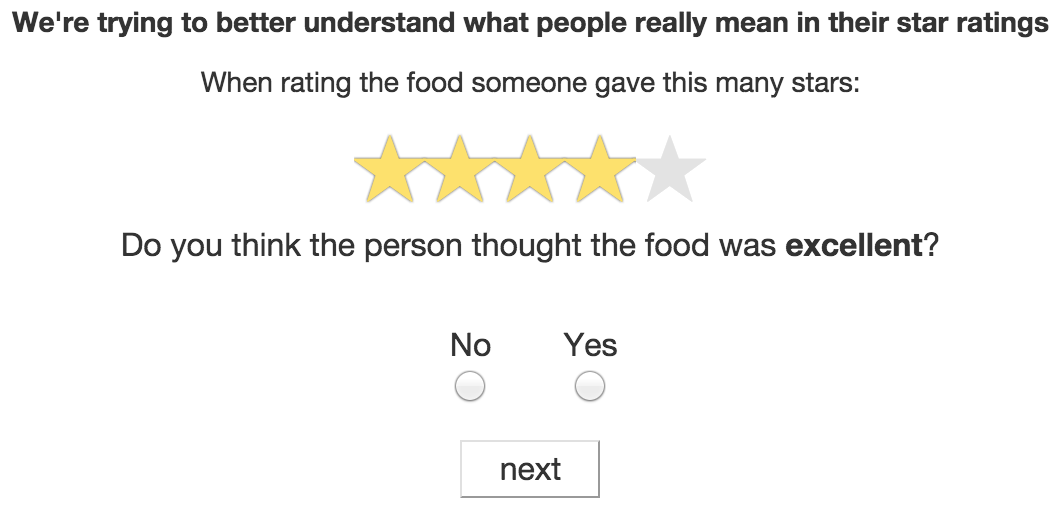 We're trying to better understand what people really mean in their star ratings
When rating the food someone gave this many stars:
Do you think the person thought the food was excellent?
No Yes
next